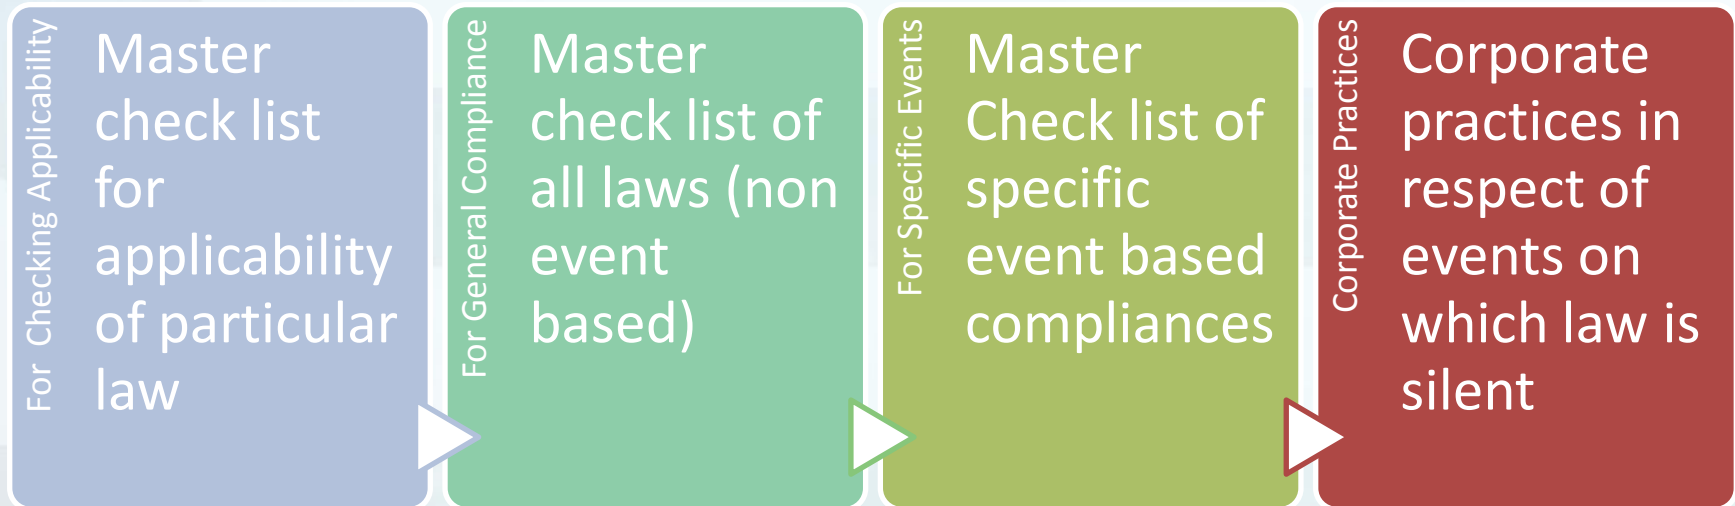 For Checking Applicability
Master
check list
for
applicability
of particular
law
For General Compliance
Master
check list of
all laws (non
event
based)
For Specific Events
Master
Check list of
specific
event based
compliances
Corporate Practices
Corporate
practices in
respect of
events on
which law is
silent